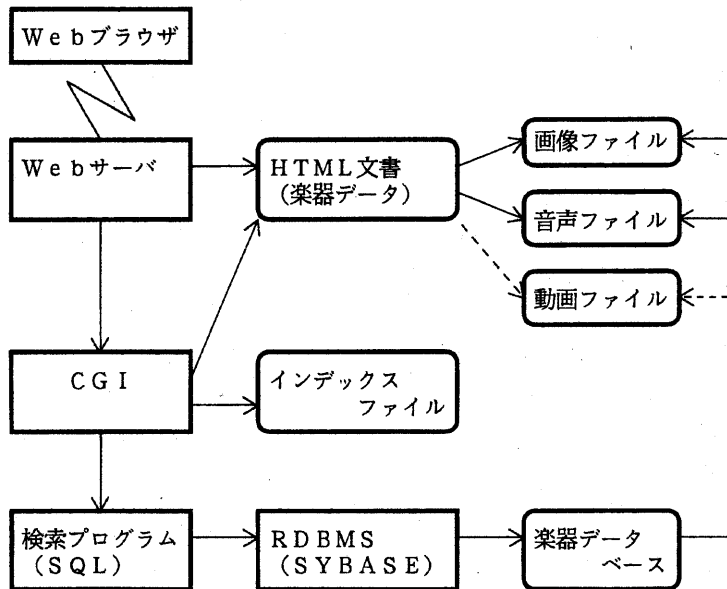 Ｗｅｂブラウザ
Ｗｅｂサーバ
ＨＴＭＬ文書
（楽器データ）
画像ファイル
音声ファイル
動画ファイル
ＣＧＩ
インデックス
ファイル
検索プログラム
（ＳＱＬ）
ＲＤＢＭＳ
（ＳＹＢＡＳＥ）
楽器データ
ベース